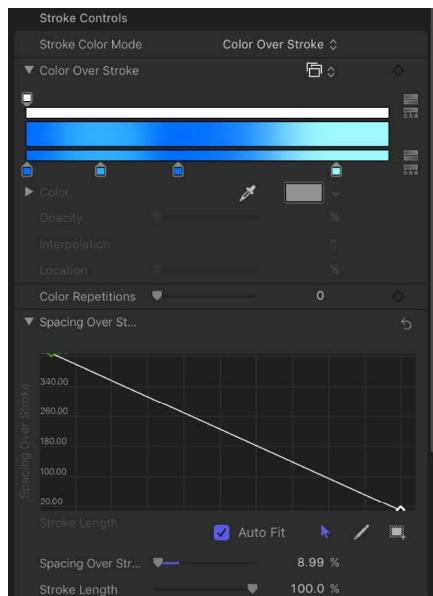 Stroke Controls
Stroke Color Mode Color Over Stroke
Color Over Stroke
Color
Opacity %
Interpolation
Location %
Color Repetitions 0
Spacing Over St...
340.00
260.00
180.00
100.00
20.00
Spacing Over Stroke
Stroke Length
Auto Fit
Spacing Over Str... 8.99 %
Stroke Length 100.0 %